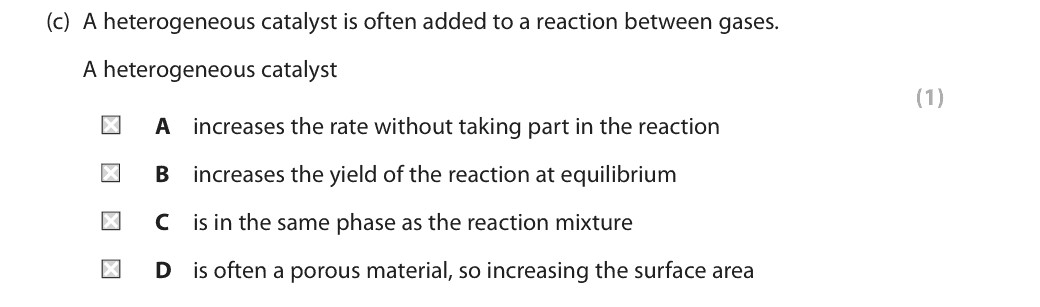 (c) A heterogeneous catalyst is often added to a reaction between gases.
A heterogeneous catalyst
(1)
A increases the rate without taking part in the reaction
B increases the yield of the reaction at equilibrium
C is in the same phase as the reaction mixture
D is often a porous material, so increasing the surface area